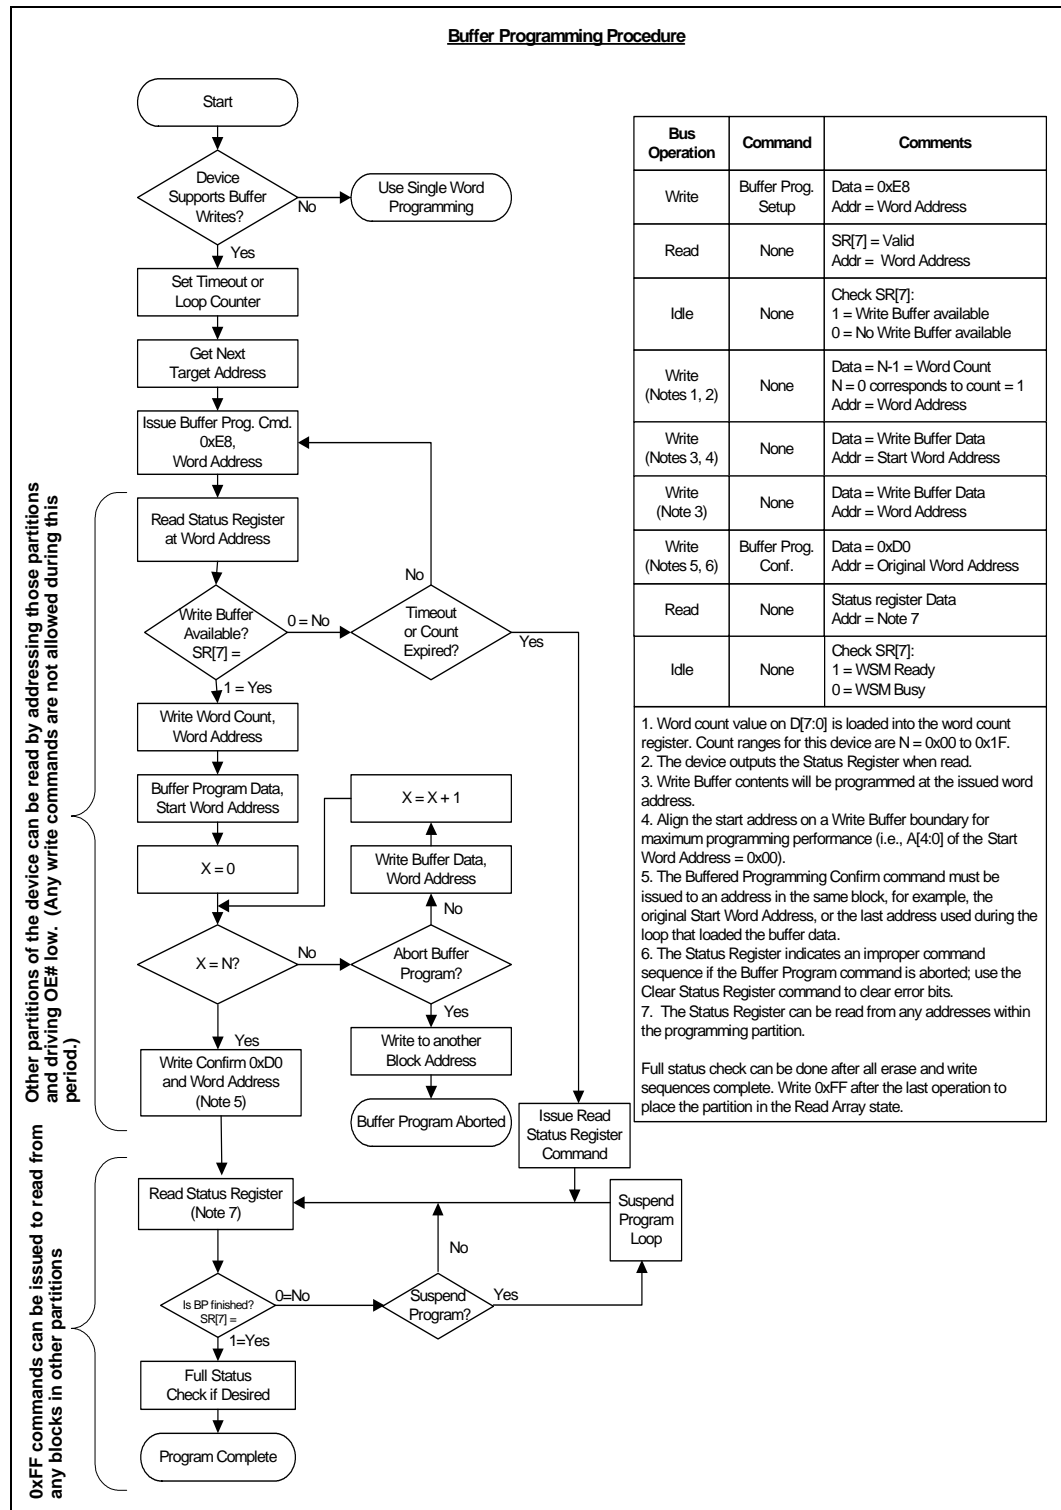 Buffer Programming Procedure
Start
Device
Supports Buffer
Writes?
No
Use Single Word
Programming
Yes
Set Timeout or
Loop Counter
Get Next
Target Address
Issue Buffer Prog. Cmd.
0xE8,
Word Address
Read Status Register
at Word Address
No
Write Buffer
Available?
SR[7] =
0 = No
Timeout
or Count
Expired?
Yes
1 = Yes
Write Word Count,
Word Address
Buffer Program Data,
Start Word Address
X = X + 1
X = 0
Write Buffer Data,
Word Address
No
X = N?
No
Abort Buffer
Program?
Yes
Yes
Write Confirm 0xD0
and Word Address
(Note 5)
Write to another
Block Address
Buffer Program Aborted
Issue Read
Status Register
Command
Read Status Register
(Note 7)
Suspend
Program
Loop
No
Is BP finished?
SR[7] =
0=No
Suspend
Program?
Yes
1=Yes
Full Status
Check if Desired
Program Complete
Other partitions of the device can be read by addressing those partitions
and driving OE# low. (Any write commands are not allowed during this
period.)
0xFF commands can be issued to read from
any blocks in other partitions
Bus
Operation
Command
Comments
Write
Buffer Prog.
Setup
Data = 0xE8
Addr = Word Address
Read
None
SR[7] = Valid
Addr = Word Address
Idle
None
Check SR[7]:
1 = Write Buffer available
0 = No Write Buffer available
Write
(Notes 1, 2)
None
Data = N-1 = Word Count
N = 0 corresponds to count = 1
Addr = Word Address
Write
(Notes 3, 4)
None
Data = Write Buffer Data
Addr = Start Word Address
Write
(Note 3)
None
Data = Write Buffer Data
Addr = Word Address
Write
(Notes 5, 6)
Buffer Prog.
Conf.
Data = 0xD0
Addr = Original Word Address
Read
None
Status register Data
Addr = Note 7
Idle
None
Check SR[7]:
1 = WSM Ready
0 = WSM Busy
1. Word count value on D[7:0] is loaded into the word count
register. Count ranges for this device are N = 0x00 to 0x1F.
2. The device outputs the Status Register when read.
3. Write Buffer contents will be programmed at the issued word
address.
4. Align the start address on a Write Buffer boundary for
maximum programming performance (i.e., A[4:0] of the Start
Word Address = 0x00).
5. The Buffered Programming Confirm command must be
issued to an address in the same block, for example, the
original Start Word Address, or the last address used during the
loop that loaded the buffer data.
6. The Status Register indicates an improper command
sequence if the Buffer Program command is aborted; use the
Clear Status Register command to clear error bits.
7. The Status Register can be read from any addresses within
the programming partition.
Full status check can be done after all erase and write
sequences complete. Write 0xFF after the last operation to
place the partition in the Read Array state.